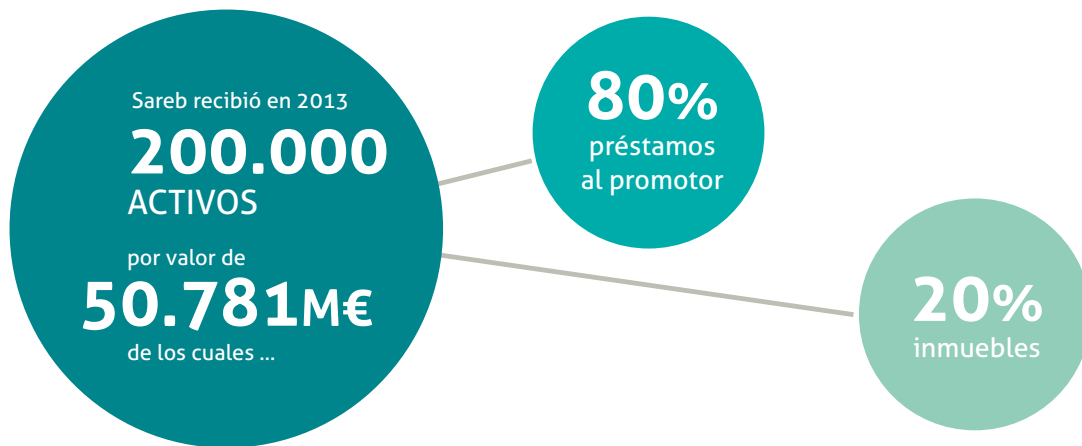 Sareb recibió en 2013
200.000
ACTIVOS
por valor de
50.781M€
de los cuales ...
80%
préstamos
al promotor
20%
inmuebles